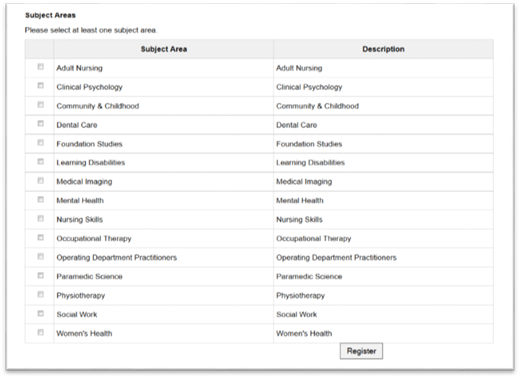 Subject Areas
Please select at least one subject area.
Subject Area Description
Adult Nursing Adult Nursing
Clinical Psychology Clinical Psychology
Community & Childhood Community & Childhood
Dental Care Dental Care
Foundation Studies Foundation Studies
Learning Disabilities Learning Disabilities
Medical Imaging Medical Imaging
Mental Health Mental Health
Nursing Skills Nursing Skills
Occupational Therapy Occupational Therapy
Operating Department Practitioners Operating Department Practitioners
Paramedic Science Paramedic Science
Physiotherapy Physiotherapy
Social Work Social Work
Women's Health Women's Health
Register